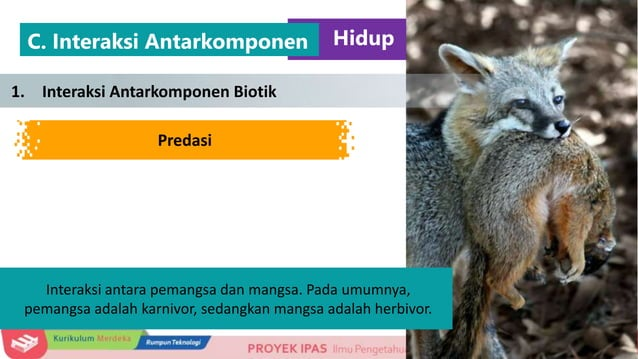 C. Interaksi Antarkomponen Hidup
1. Interaksi Antarkomponen Biotik
Predasi
Interaksi antara pemangsa dan mangsa. Pada umumnya,
pemangsa adalah karnivor, sedangkan mangsa adalah herbivor.
Kurikulum Merdeka Rumpun Teknologi PROYEK IPAS Ilmu